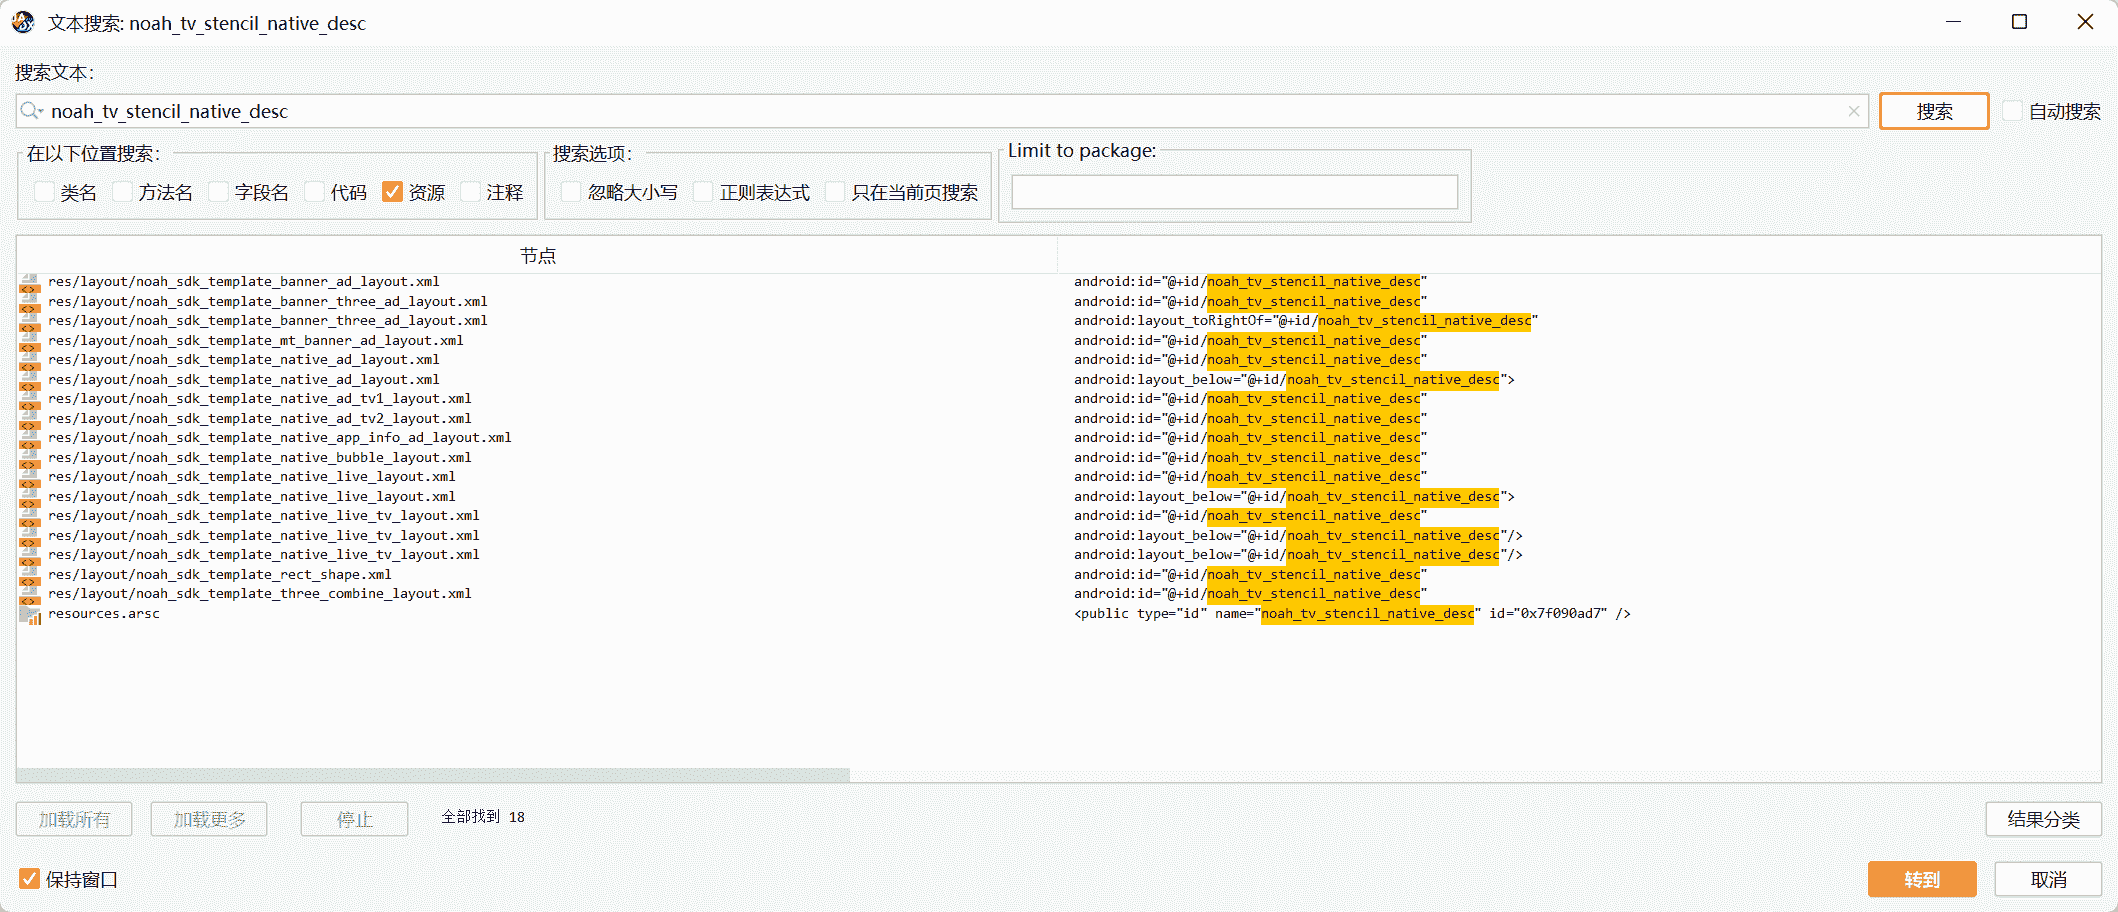 文本搜索: noah_tv_stencil_native_desc
搜索文本:
noah_tv_stencil_native_desc
搜索
自动搜索
在以下位置搜索:
类名 方法名 字段名 代码 资源 注释
搜索选项:
忽略大小写 正则表达式 只在当前页搜索
Limit to package:
节点
res/layout/noah_sdk_template_banner_ad_layout.xml android:id="@+id/noah_tv_stencil_native_desc"
res/layout/noah_sdk_template_banner_three_ad_layout.xml android:id="@+id/noah_tv_stencil_native_desc"
res/layout/noah_sdk_template_banner_three_ad_layout.xml android:layout_toRightOf="@+id/noah_tv_stencil_native_desc"
res/layout/noah_sdk_template_mt_banner_ad_layout.xml android:id="@+id/noah_tv_stencil_native_desc"
res/layout/noah_sdk_template_native_ad_layout.xml android:id="@+id/noah_tv_stencil_native_desc"
res/layout/noah_sdk_template_native_ad_layout.xml android:layout_below="@+id/noah_tv_stencil_native_desc">
res/layout/noah_sdk_template_native_ad_tv1_layout.xml android:id="@+id/noah_tv_stencil_native_desc"
res/layout/noah_sdk_template_native_ad_tv2_layout.xml android:id="@+id/noah_tv_stencil_native_desc"
res/layout/noah_sdk_template_native_app_info_ad_layout.xml android:id="@+id/noah_tv_stencil_native_desc"
res/layout/noah_sdk_template_native_bubble_layout.xml android:id="@+id/noah_tv_stencil_native_desc"
res/layout/noah_sdk_template_native_live_layout.xml android:id="@+id/noah_tv_stencil_native_desc"
res/layout/noah_sdk_template_native_live_layout.xml android:layout_below="@+id/noah_tv_stencil_native_desc">
res/layout/noah_sdk_template_native_live_tv_layout.xml android:id="@+id/noah_tv_stencil_native_desc"
res/layout/noah_sdk_template_native_live_tv_layout.xml android:layout_below="@+id/noah_tv_stencil_native_desc"/>
res/layout/noah_sdk_template_native_live_tv_layout.xml android:layout_below="@+id/noah_tv_stencil_native_desc"/>
res/layout/noah_sdk_template_rect_shape.xml android:id="@+id/noah_tv_stencil_native_desc"
res/layout/noah_sdk_template_three_combine_layout.xml android:id="@+id/noah_tv_stencil_native_desc"
resources.arsc <public type="id" name="noah_tv_stencil_native_desc" id="0x7f090ad7" />
加载所有 加载更多 停止 全部找到 18 结果分类
保持窗口 转到 取消